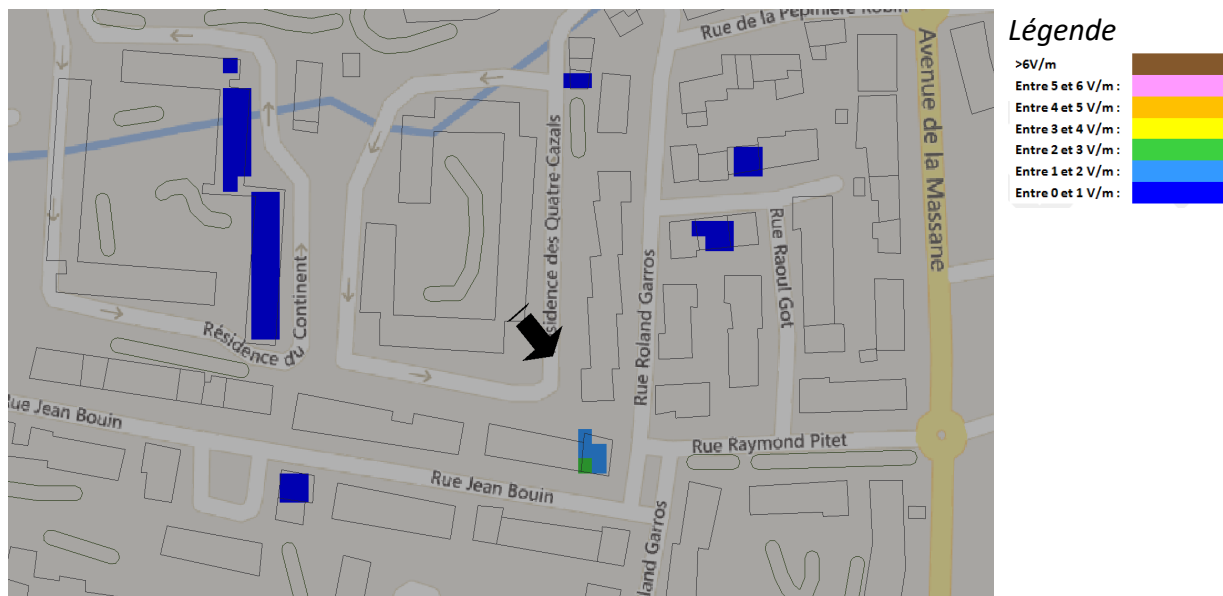 Rue de la Pépinière Robin
Avenue de la Massane
Résidence du Continent
sidence des Quatre Cazals
Rue Roland Garros
Rue Raoul Got
Rue Raymond Pitet
Rue Jean Bouin
Rue Jean Bouin
land Garros
Légende
>6V/m
Entre 5 et 6 V/m :
Entre 4 et 5 V/m :
Entre 3 et 4 V/m :
Entre 2 et 3 V/m :
Entre 1 et 2 V/m :
Entre 0 et 1 V/m :